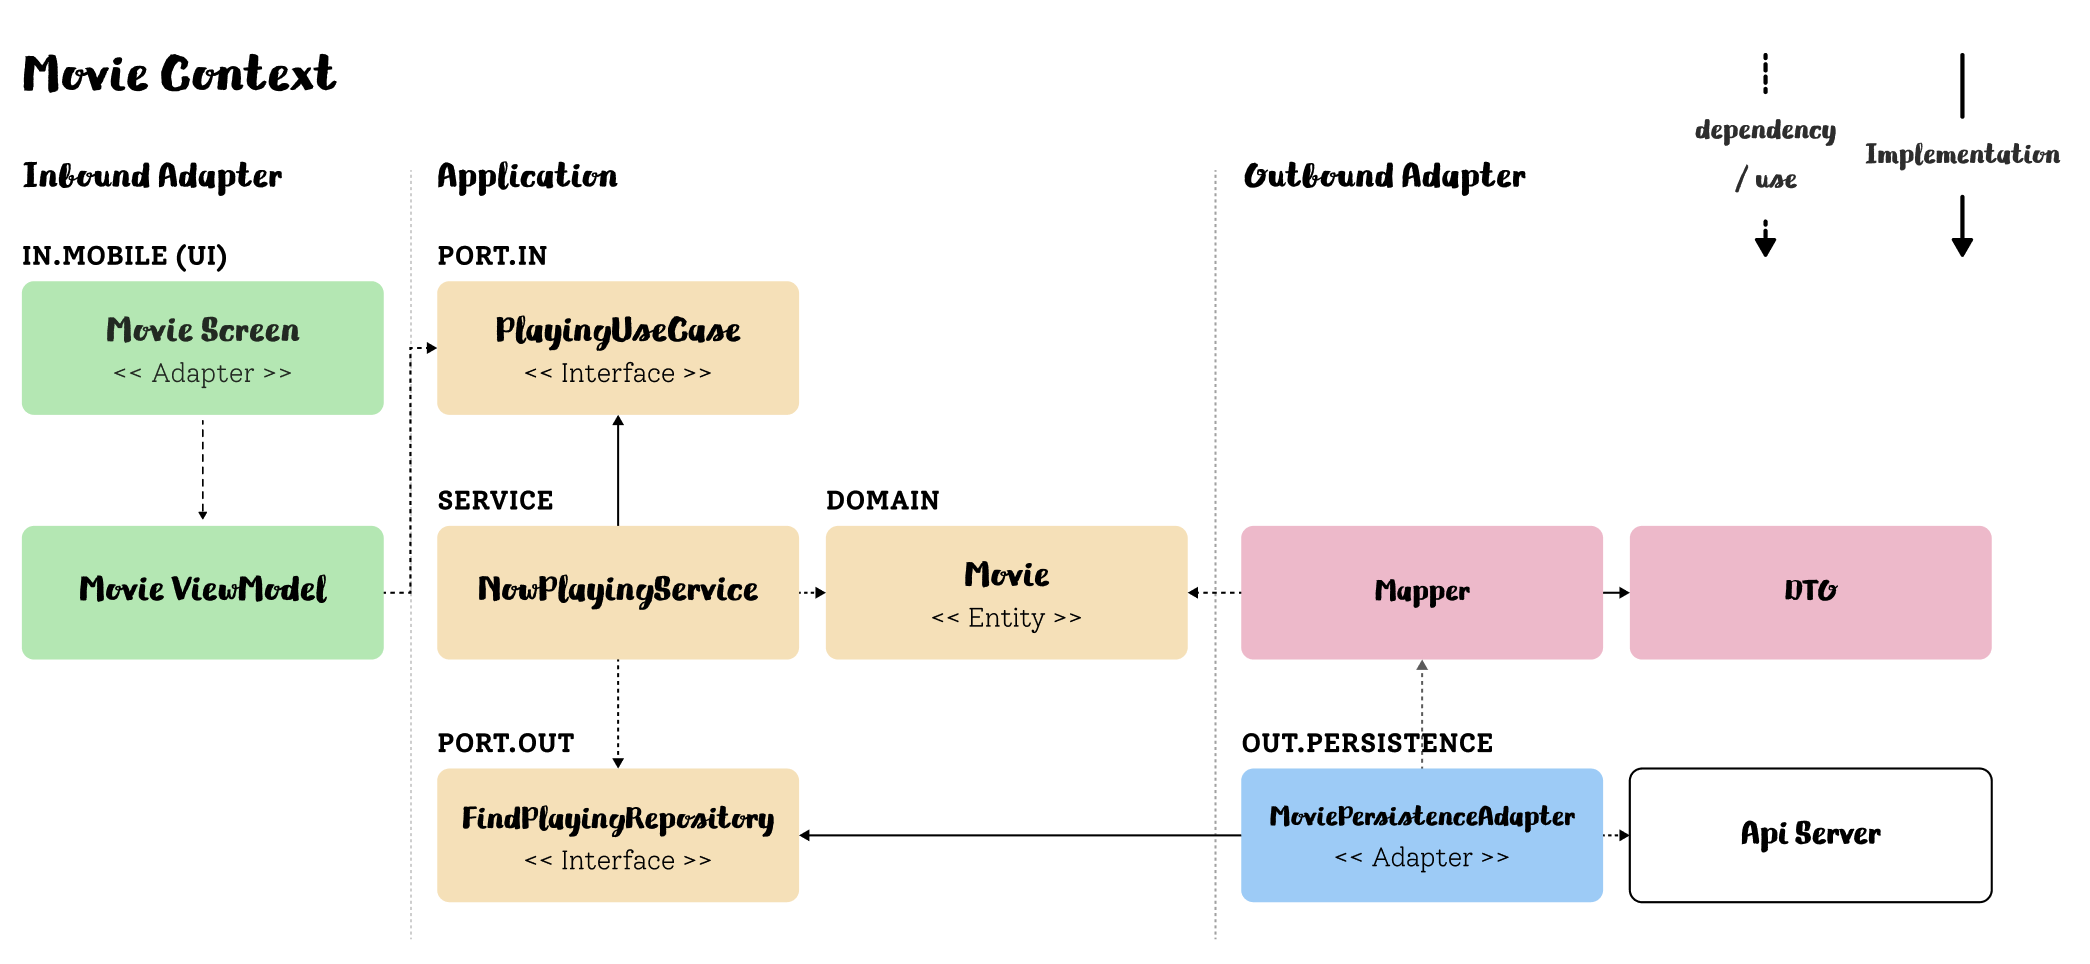 Movie Context
dependency
/ use
Implementation
Inbound Adapter
Application
Outbound Adapter
IN.MOBILE (UI)
PORT.IN
Movie Screen
<< Adapter >>
PlayingUseCase
<< Interface >>
SERVICE
DOMAIN
Movie ViewModel
NowPlayingService
Movie
<< Entity >>
Mapper
DTO
PORT.OUT
OUT.PERSISTENCE
FindPlayingRepository
<< Interface >>
MoviePersistenceAdapter
<< Adapter >>
Api Server